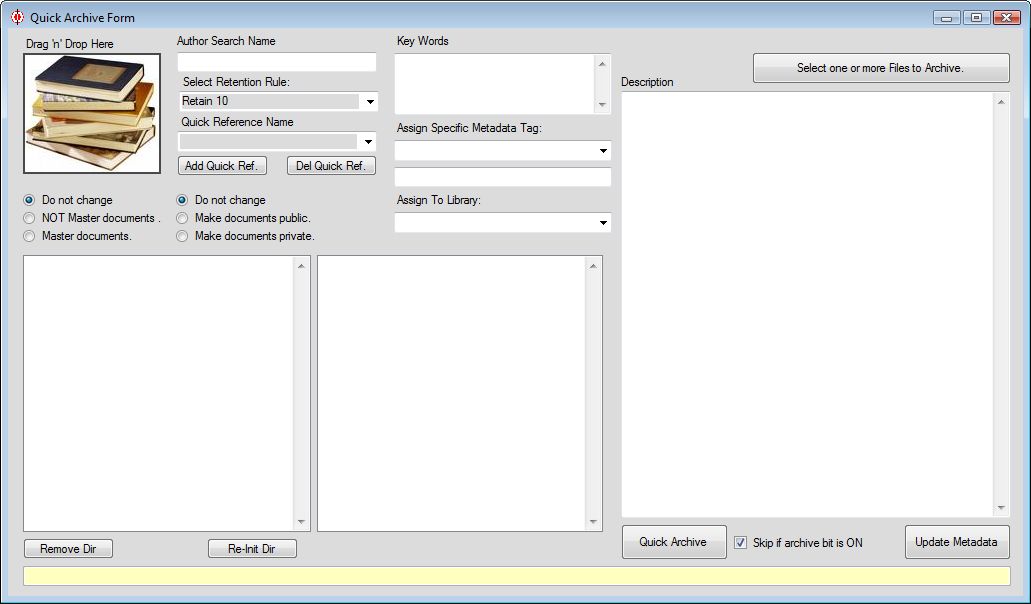 Quick Archive Form
Drag 'n' Drop Here
Author Search Name
Select Retention Rule:
Retain 10
Quick Reference Name
Add Quick Ref.
Del Quick Ref.
Key Words
Assign Specific Metadata Tag:
Assign To Library:
Select one or more Files to Archive.
Description
Do not change
NOT Master documents .
Master documents.
Do not change
Make documents public.
Make documents private.
Remove Dir
Re-Init Dir
Quick Archive
Skip if archive bit is ON
Update Metadata